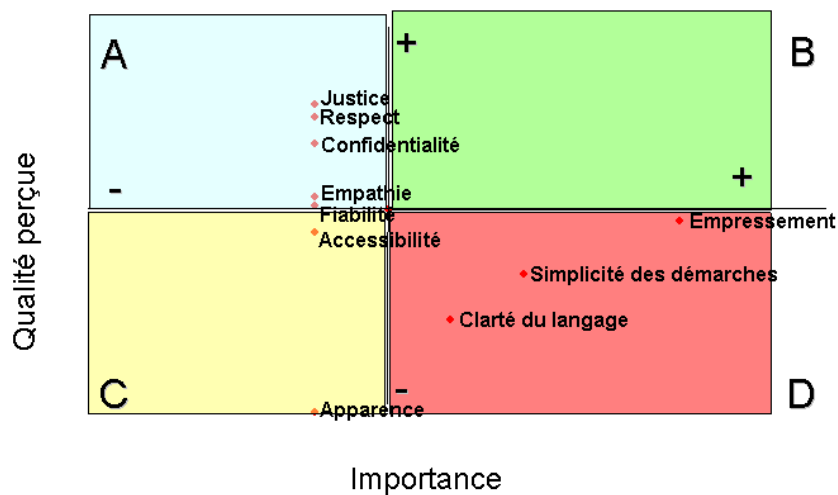 A
+
B
Justice
Respect
Confidentialité
-
+
Empathie
Fiabilité
Empressement
Accessibilité
Simplicité des démarches
Clarté du langage
Qualité perçue
C
-
D
Apparence
Importance